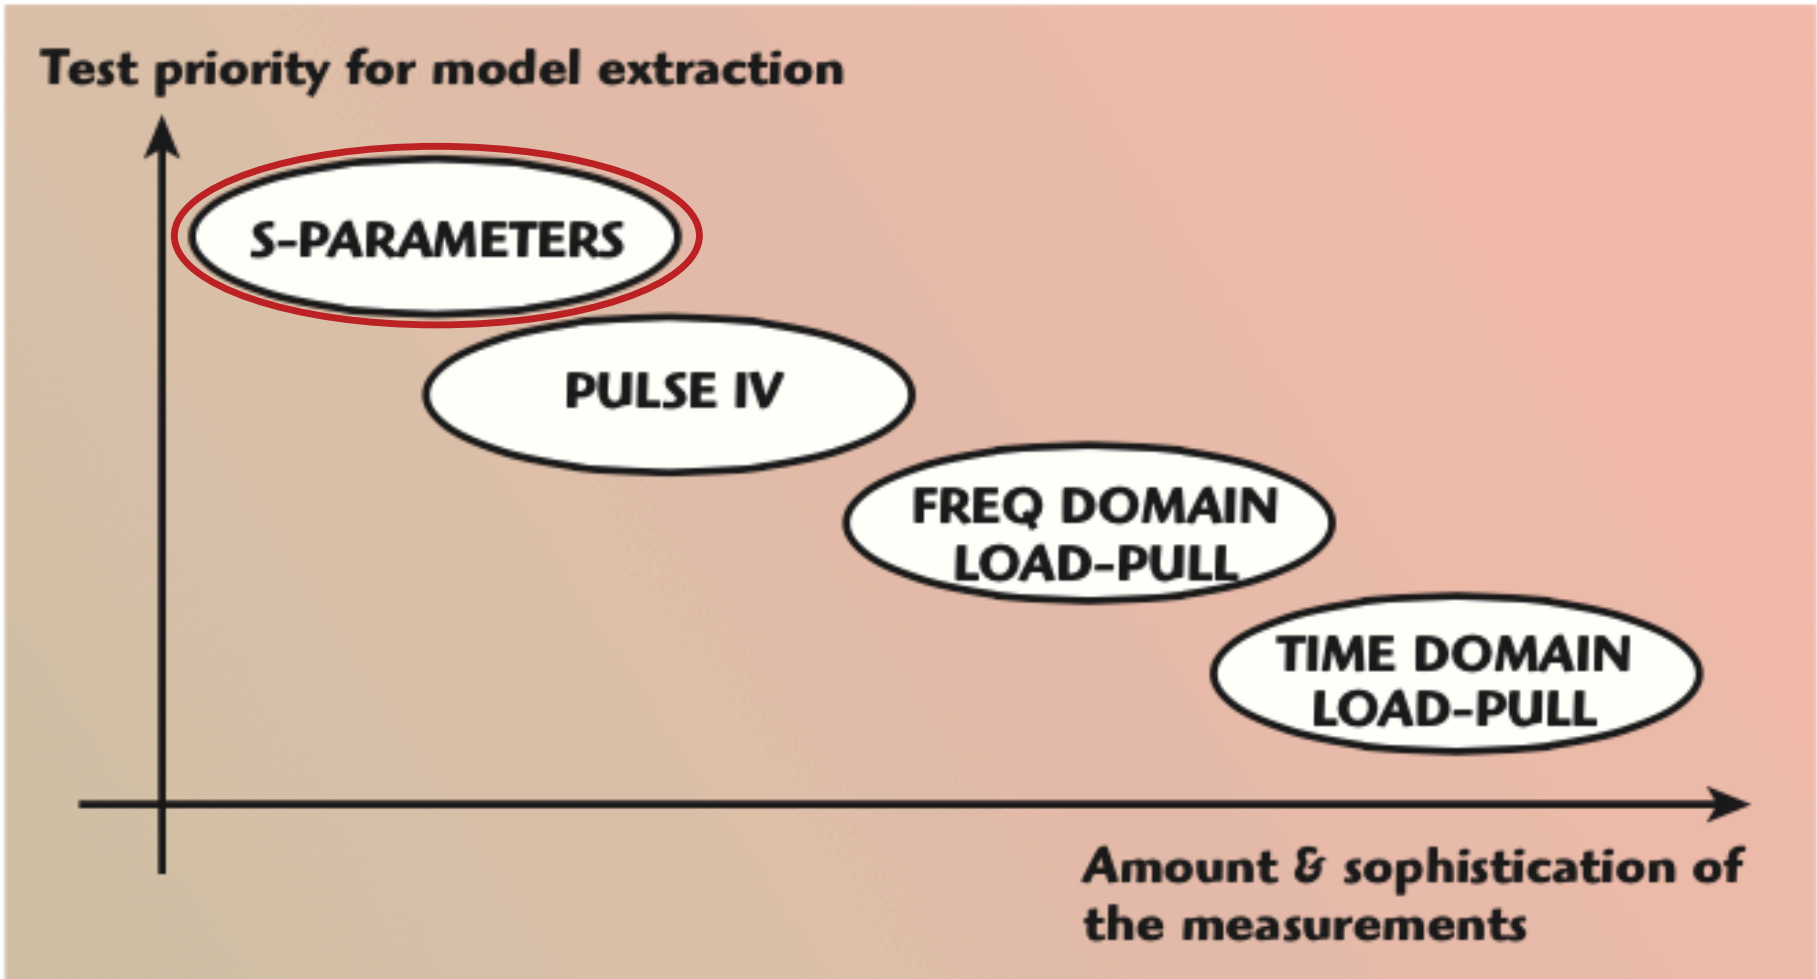 Test priority for model extraction
S-PARAMETERS
PULSE IV
FREQ DOMAIN
LOAD-PULL
TIME DOMAIN
LOAD-PULL
Amount & sophistication of
the measurements